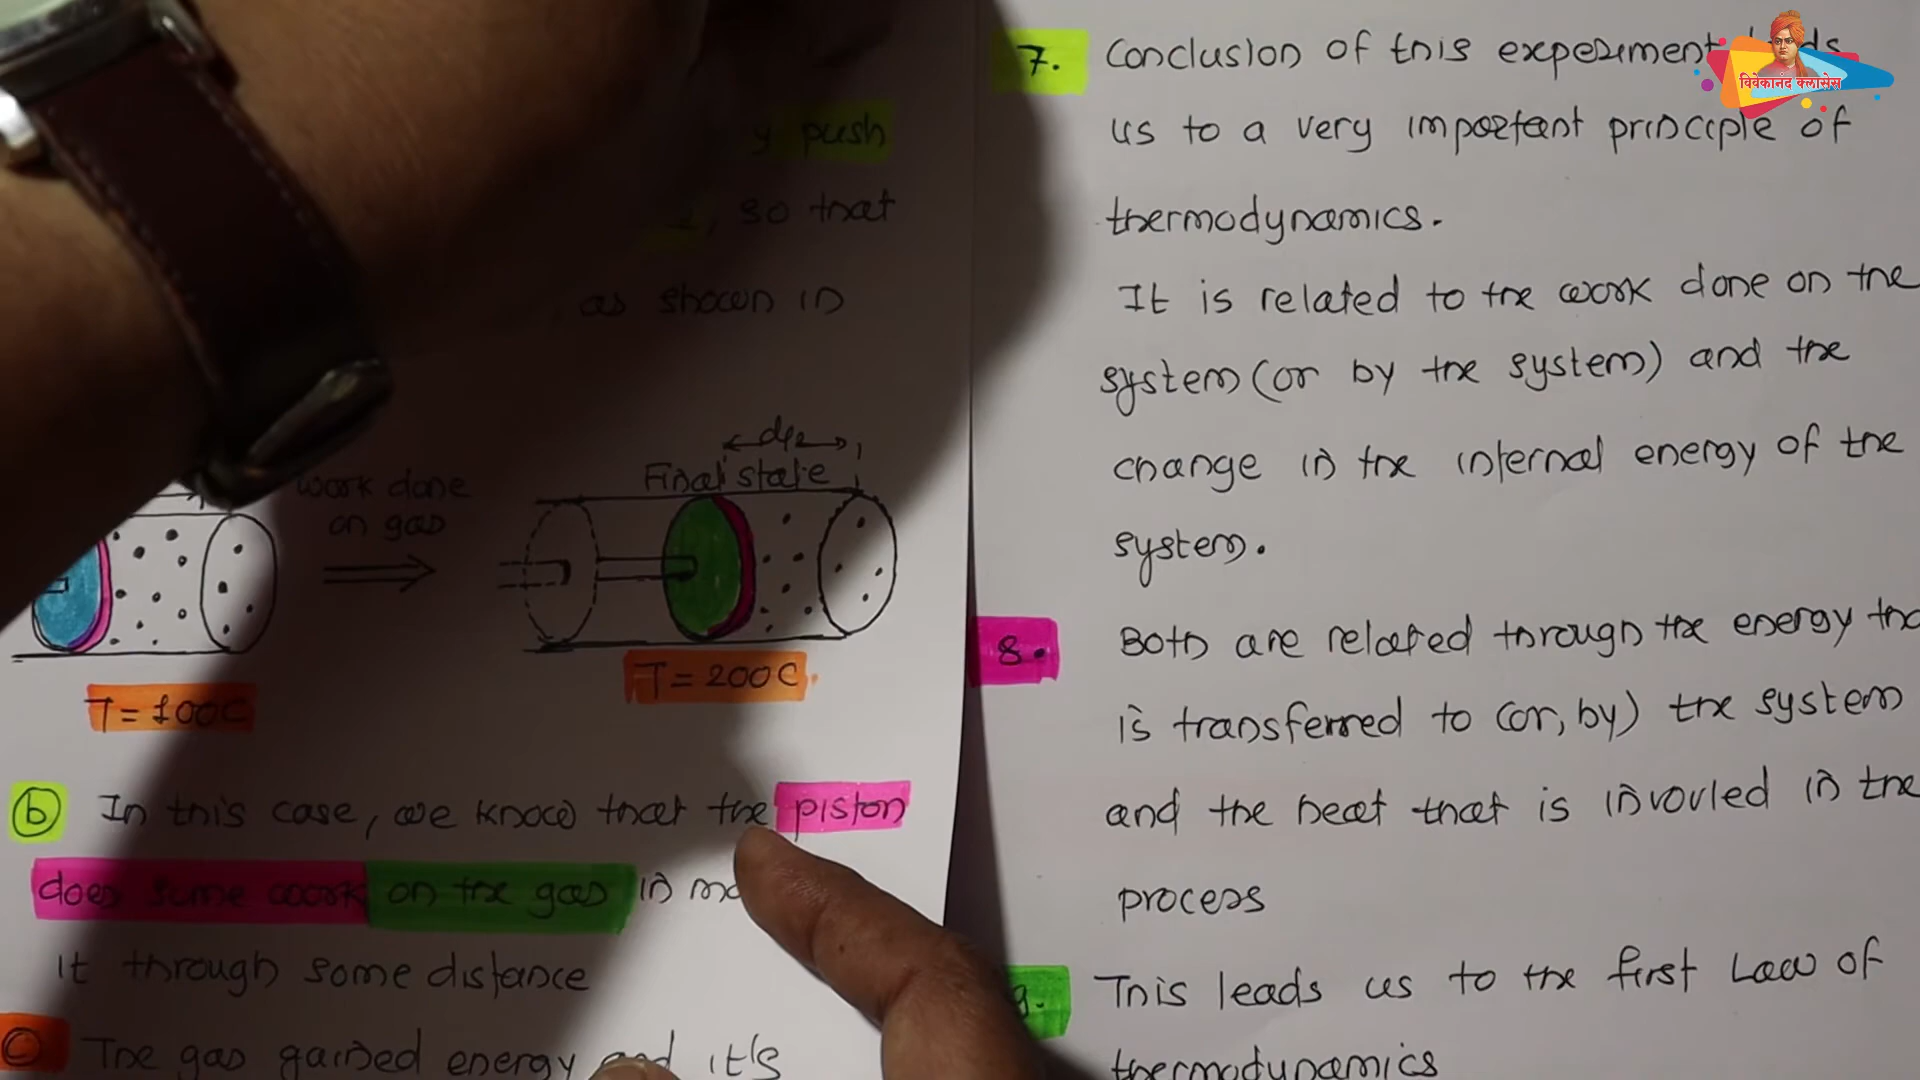 y push
so that
as shown in
work done
on gas
Final state
T = 100C
T = 200C
b In this case, we know that the piston
does some work on the gas in mo
it through some distance
c The gas gained energy and it's
7. Conclusion of this experiment
us to a very important principle of
thermodynamics.
It is related to the work done on the
system (or by the system) and the
change in the internal energy of the
system.
8. Both are related through the energy tha
is transferred to (or, by) the system
and the heat that is involved in the
process
9. This leads us to the first Law of
thermodynamics
विवेकानंद क्लासेस